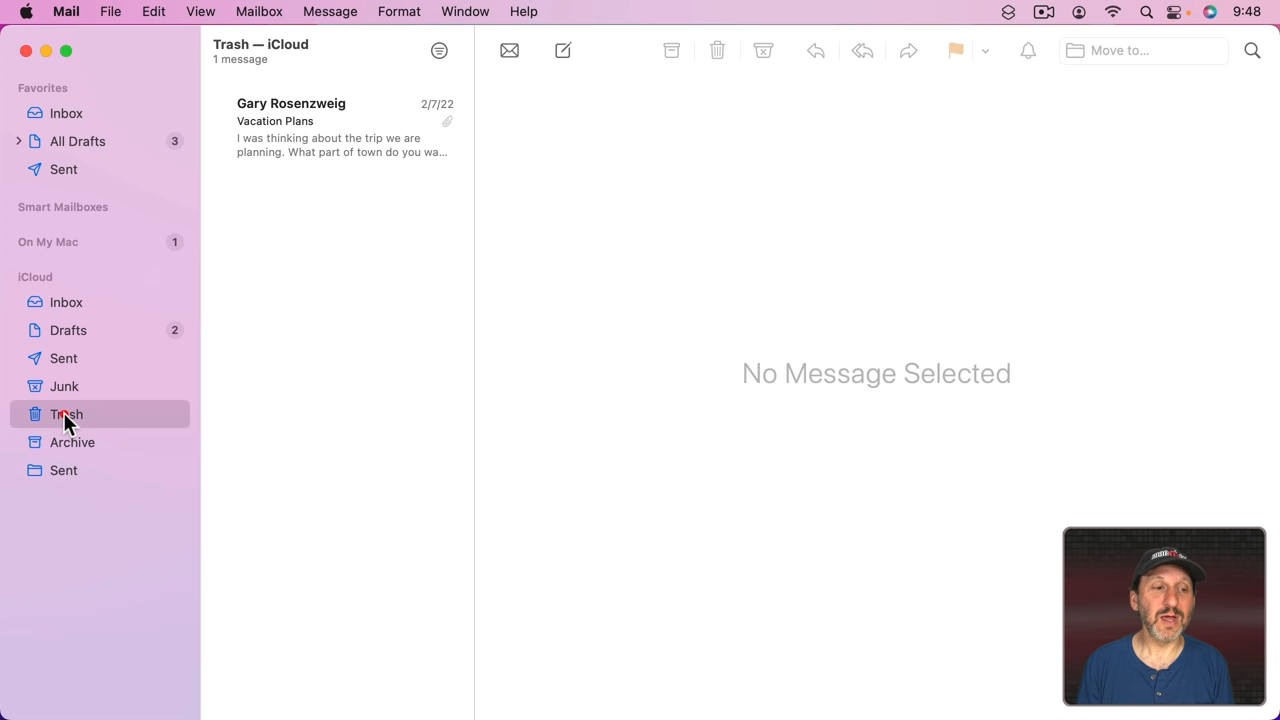 Mail File Edit View Mailbox Message Format Window Help 9:48
Trash — iCloud
1 message
Move to...
Favorites
Inbox
All Drafts 3
Sent
Smart Mailboxes
On My Mac 1
iCloud
Inbox
Drafts 2
Sent
Junk
Trash
Archive
Sent
Gary Rosenzweig 2/7/22
Vacation Plans
I was thinking about the trip we are
planning. What part of town do you wa...
No Message Selected